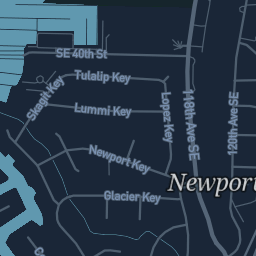 SE 40th St
Tulalip Key
Skagit Key
Lummi Key
Lopez Key
118th Ave SE
120th Ave SE
Newport Key
Newport
Glacier Key